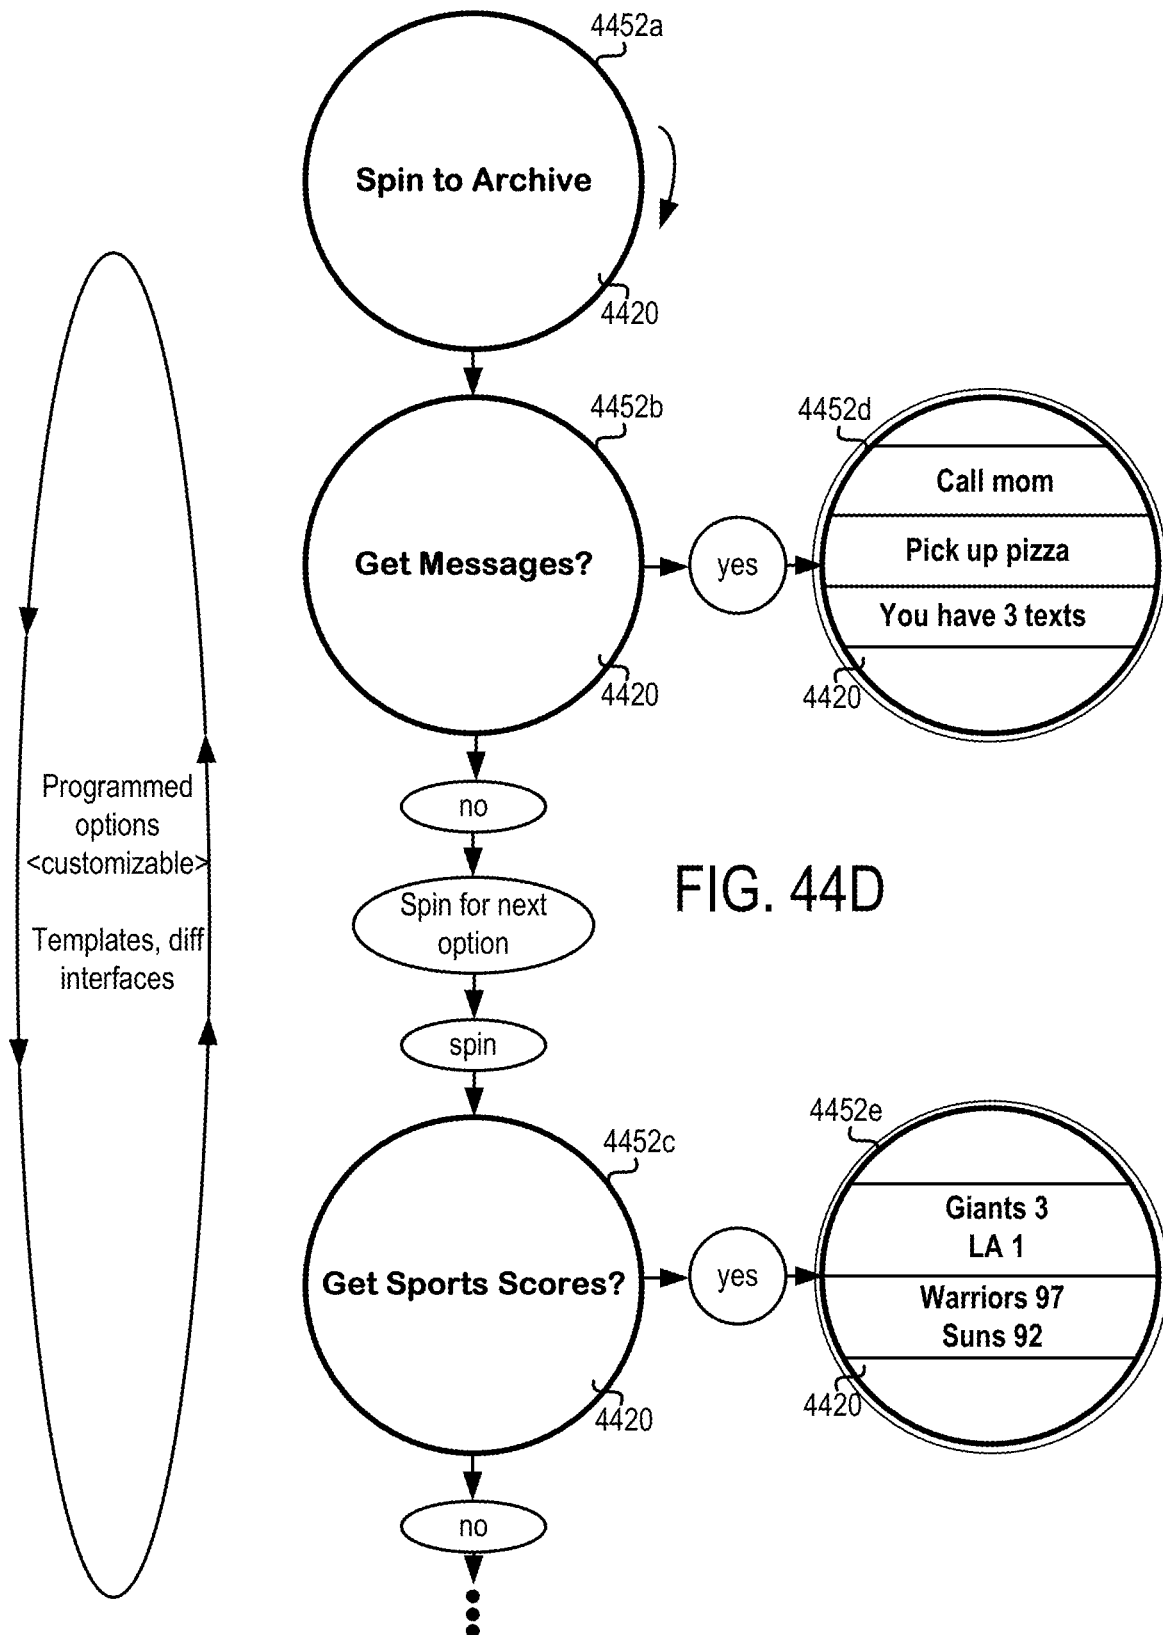 4452a
Spin to Archive
4420
4452b
Get Messages?
4420
yes
4452d
Call mom
Pick up pizza
You have 3 texts
4420
no
Programmed
options
<customizable>
Templates, diff
interfaces
Spin for next
option
FIG. 44D
spin
4452c
Get Sports Scores?
4420
yes
4452e
Giants 3
LA 1
Warriors 97
Suns 92
4420
no